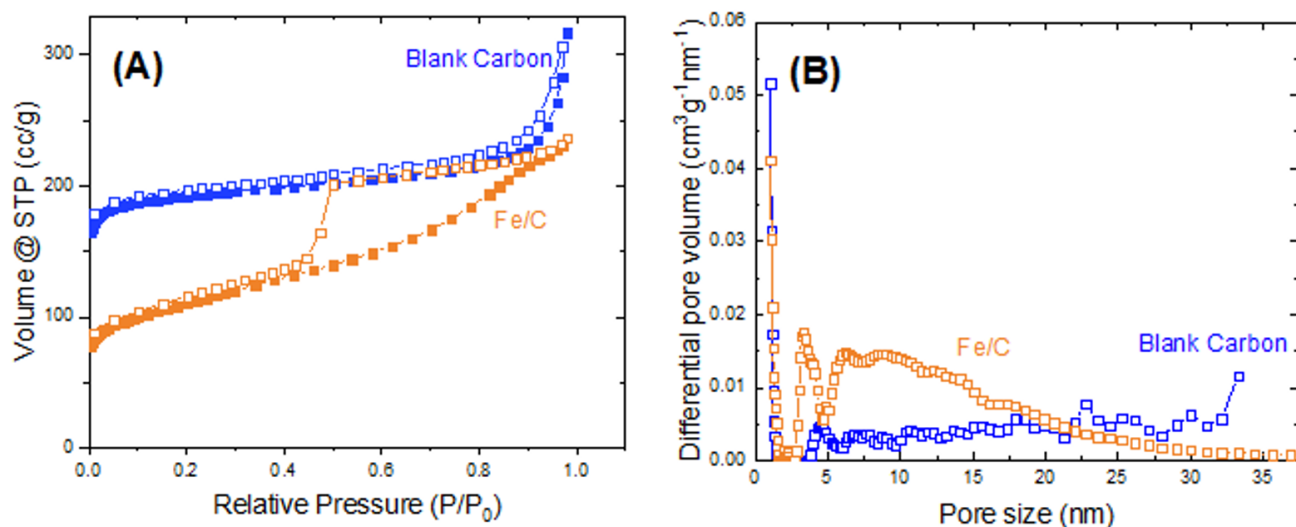 (A)
Blank Carbon
Fe/C
Volume @ STP (cc/g)
300
200
100
0
0.0 0.2 0.4 0.6 0.8 1.0
Relative Pressure (P/P₀)
(B)
Fe/C
Blank Carbon
Differential pore volume (cm³g⁻¹nm⁻¹)
0.06
0.05
0.04
0.03
0.02
0.01
0.00
5 10 15 20 25 30 35
Pore size (nm)